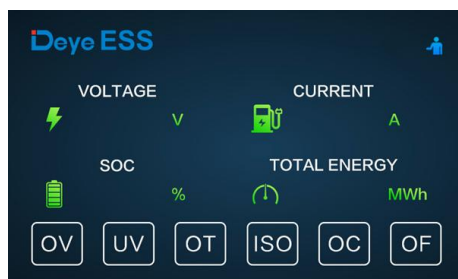 Deye ESS
VOLTAGE CURRENT
V A
SOC TOTAL ENERGY
% MWh
OV UV OT ISO OC OF